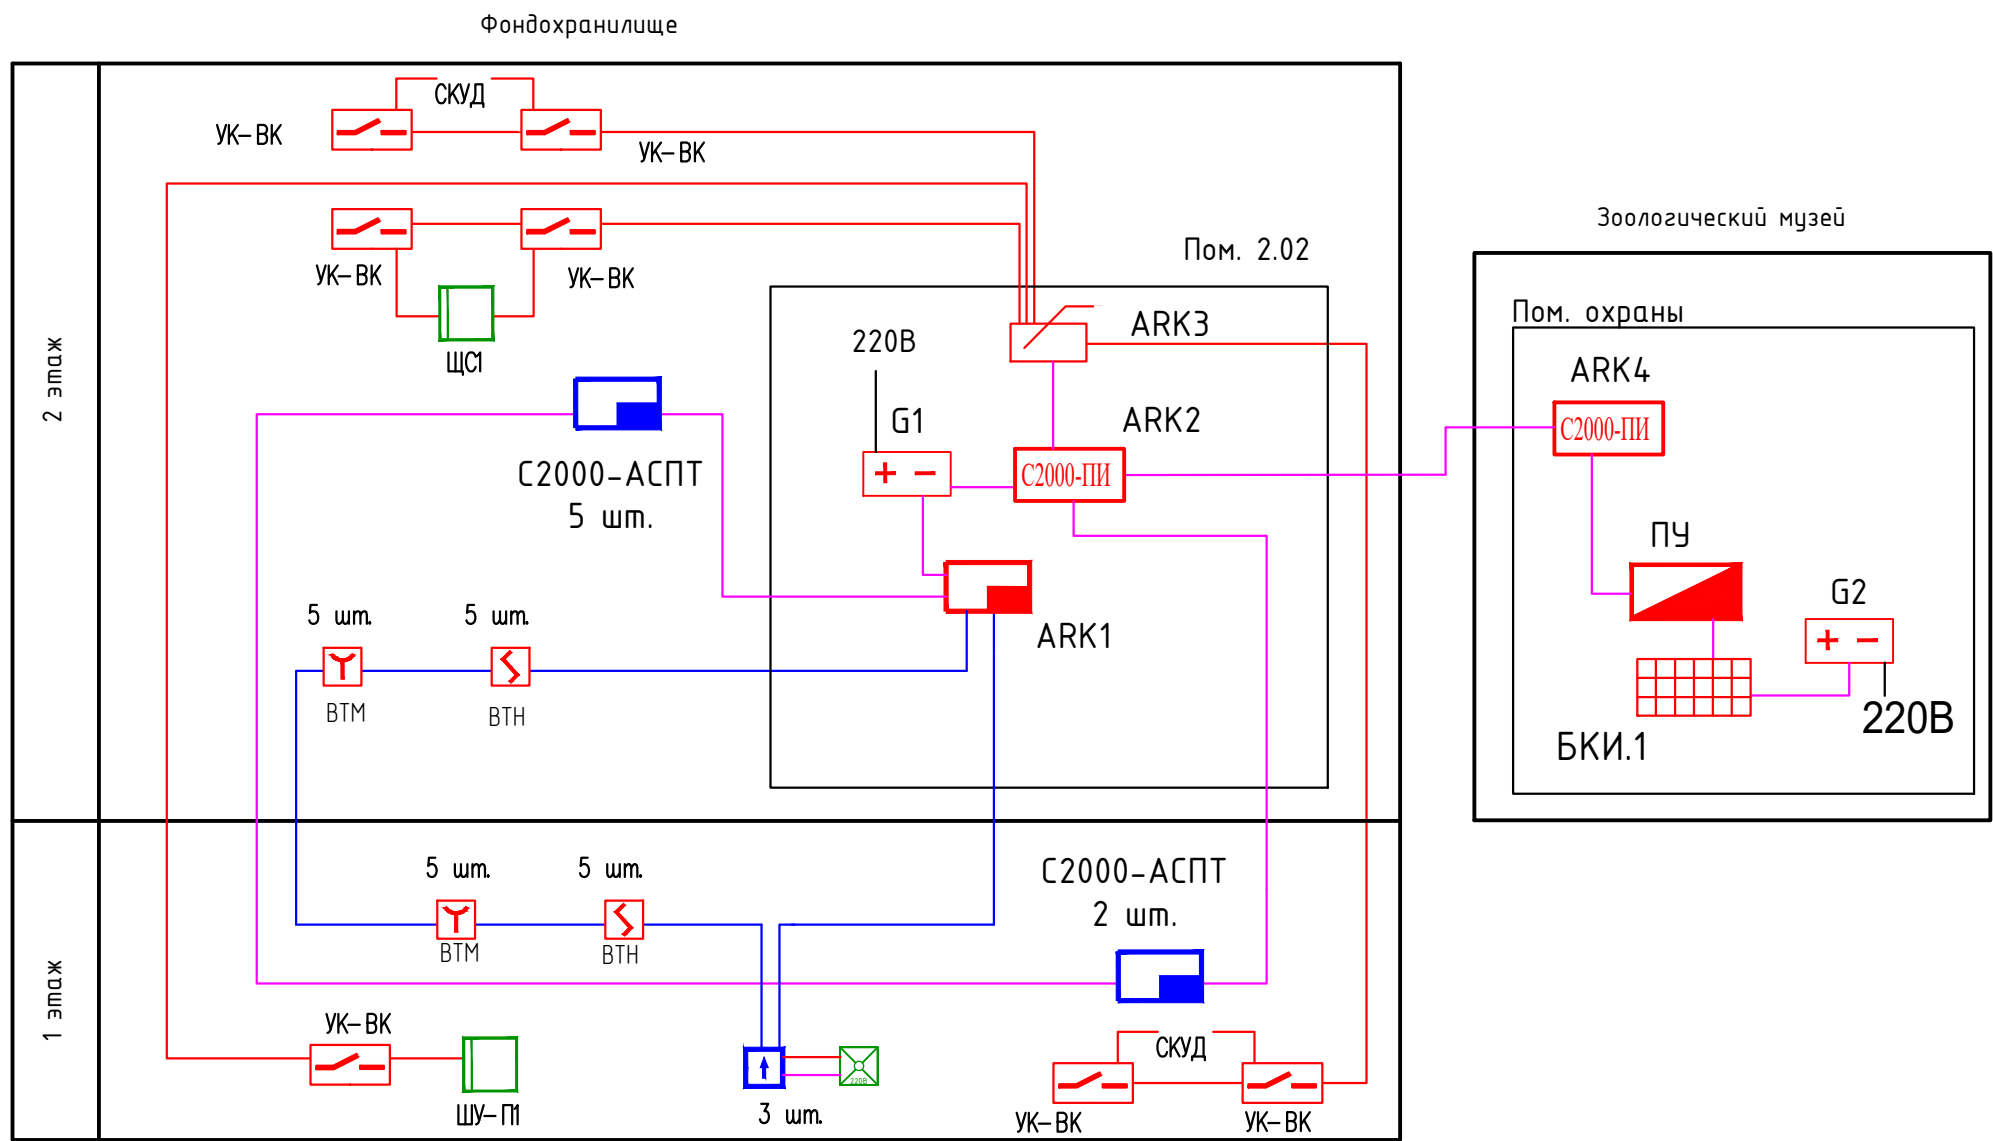 Фондохранилище
СКУД
УК-ВК
УК-ВК
Зоологический музей
Пом. 2.02
УК-ВК
УК-ВК
Пом. охраны
ARK3
220В
ЩС1
ARK4
2 этаж
G1
ARK2
С2000-ПИ
С2000-АСПТ
5 шт.
С2000-ПИ
ПУ
G2
5 шт.
5 шт.
ARK1
ВТМ
ВТН
220В
БКИ.1
5 шт.
5 шт.
С2000-АСПТ
2 шт.
ВТМ
ВТН
1 этаж
УК-ВК
СКУД
220В
ШУ-П1
3 шт.
УК-ВК
УК-ВК